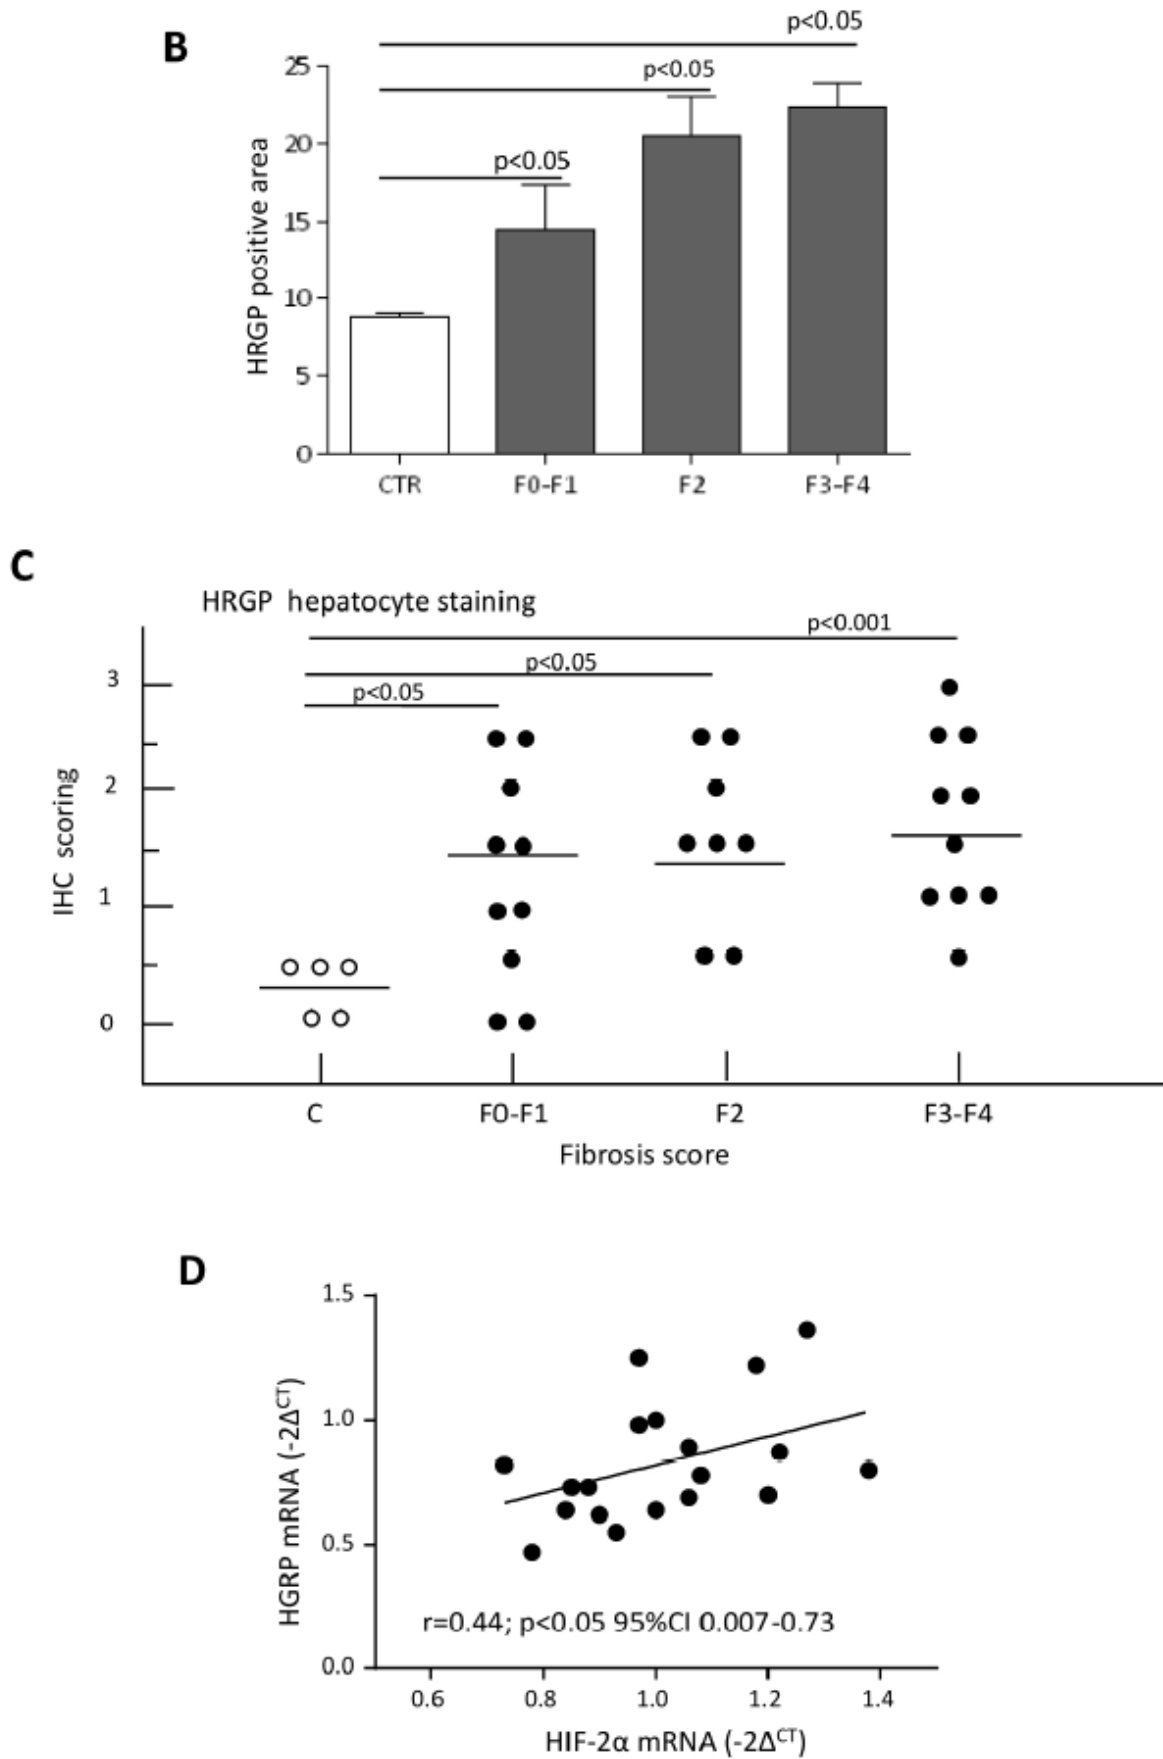 B
p<0.05
p<0.05
p<0.05
25
20
15
10
5
0
HRGP positive area
CTR F0-F1 F2 F3-F4
C
HRGP hepatocyte staining
p<0.001
p<0.05
p<0.05
3
2
1
0
IHC scoring
C F0-F1 F2 F3-F4
Fibrosis score
D
1.5
1.0
0.5
0.0
HGRP mRNA (-2Δ^CT)
r=0.44; p<0.05 95%CI 0.007-0.73
0.6 0.8 1.0 1.2 1.4
HIF-2α mRNA (-2Δ^CT)